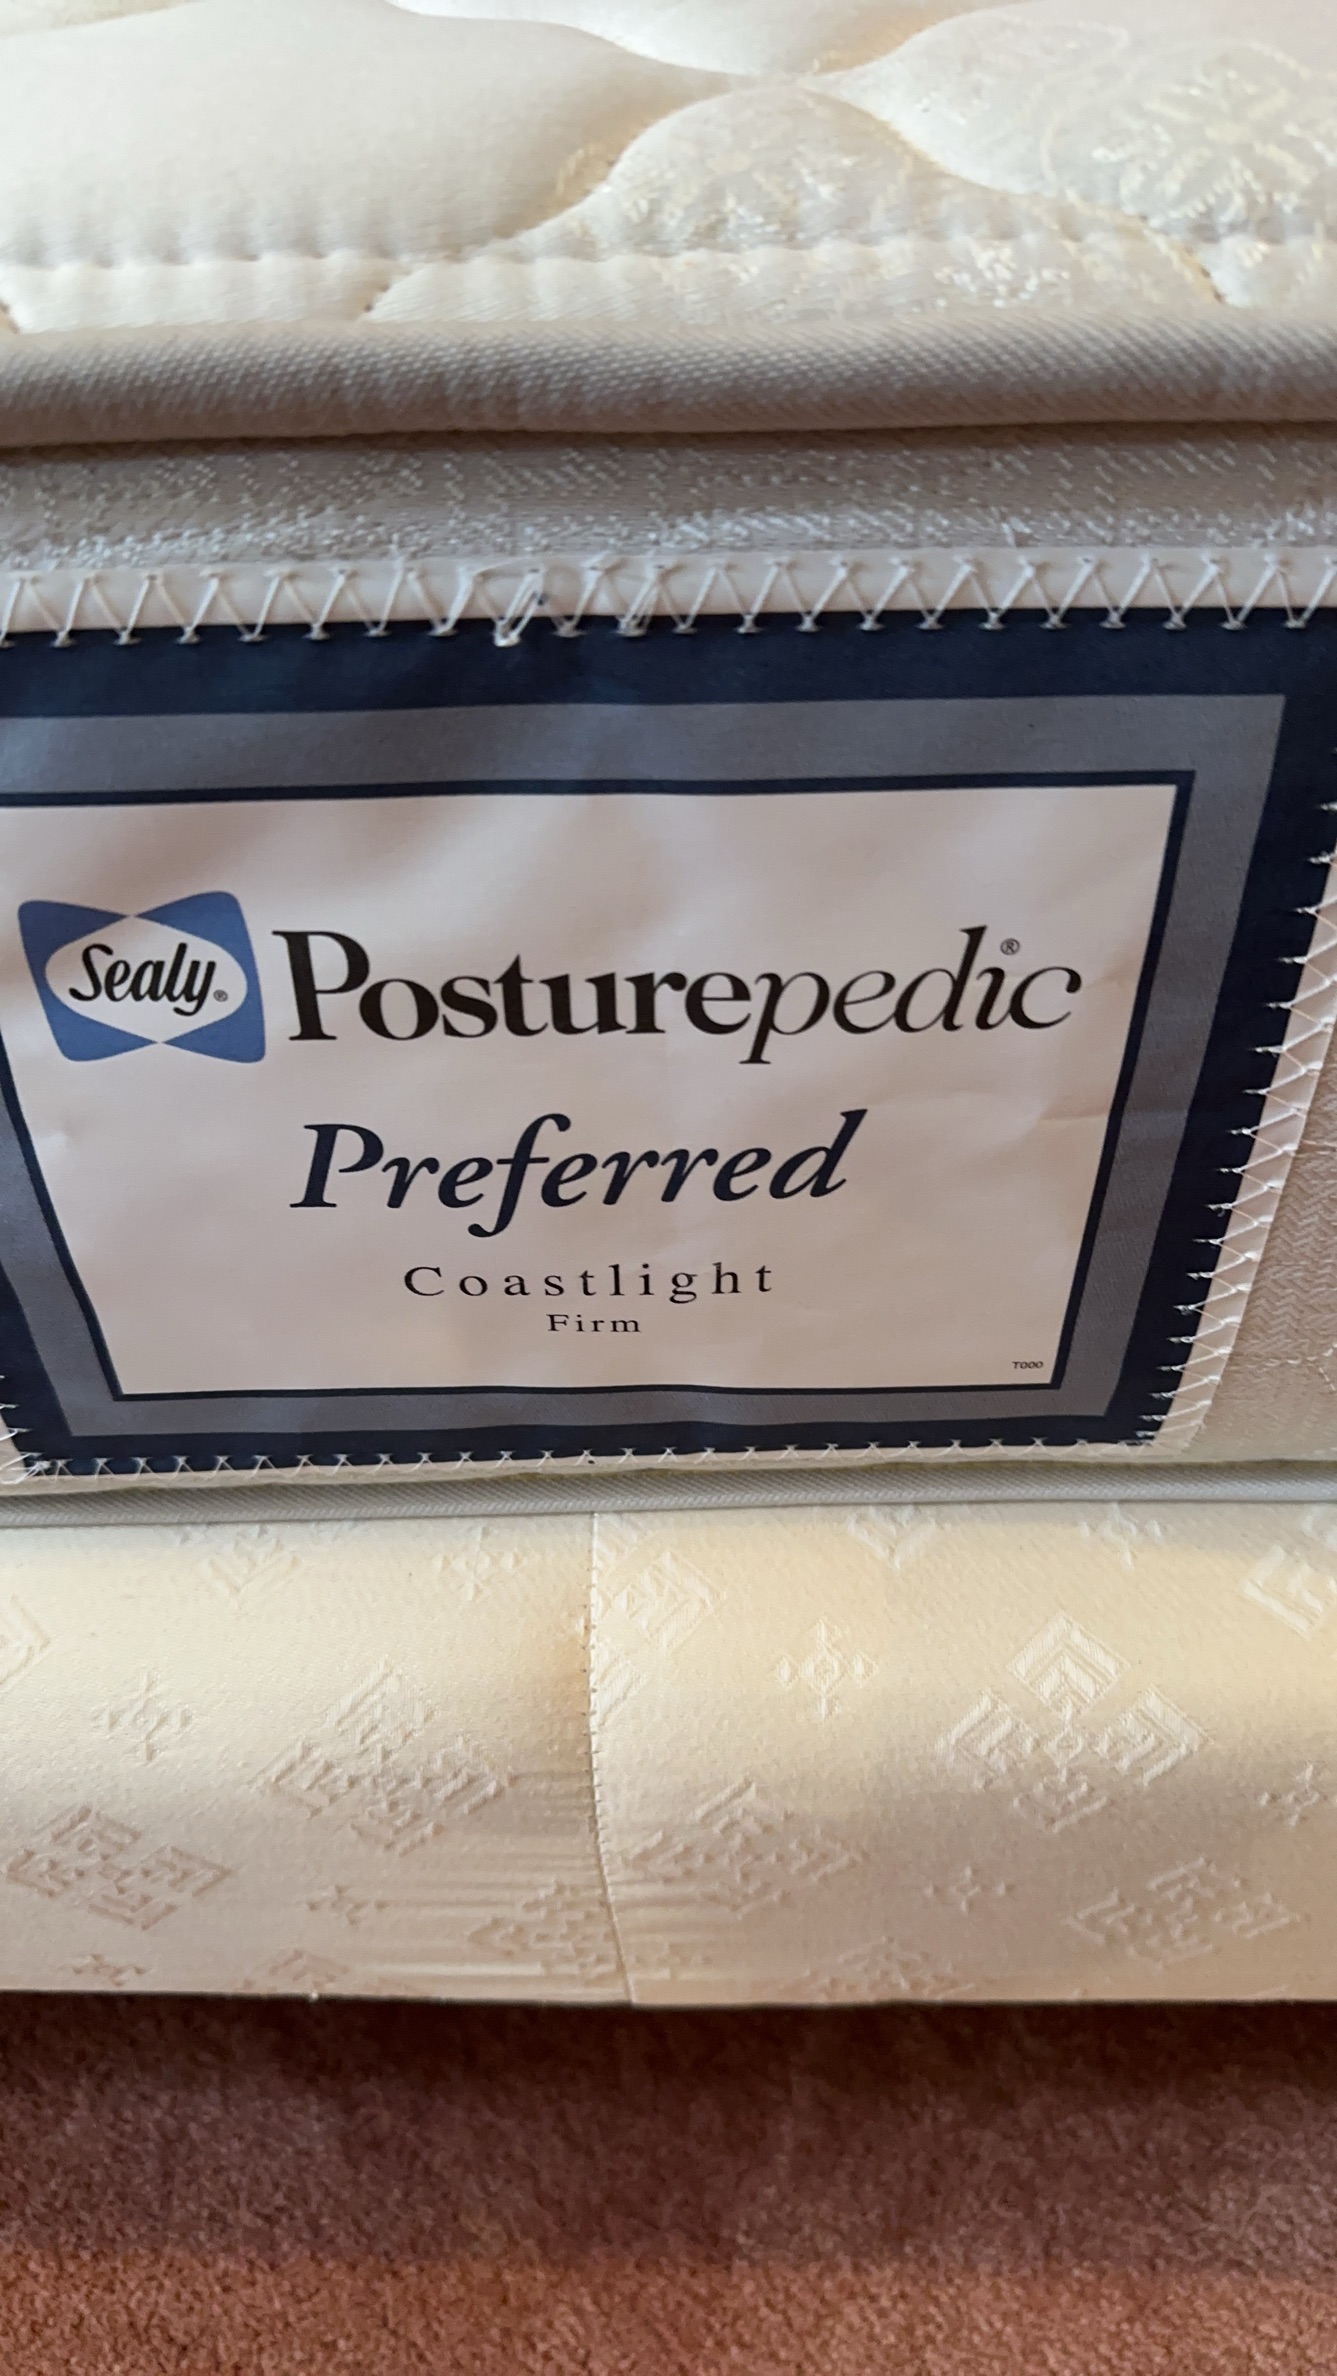 Sealy® Posturepedic®
Preferred
Coastlight
Firm
T000